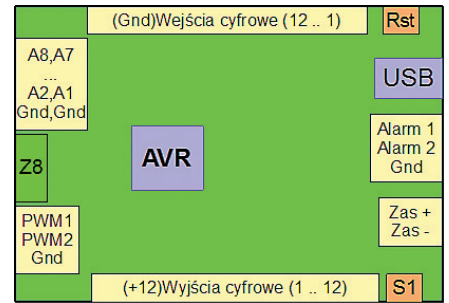 (Gnd)Wejścia cyfrowe (12 .. 1)
Rst
A8,A7
...
A2,A1
Gnd,Gnd
USB
Alarm 1
Alarm 2
Gnd
AVR
Z8
PWM1
PWM2
Gnd
Zas +
Zas -
(+12)Wyjścia cyfrowe (1 .. 12)
S1